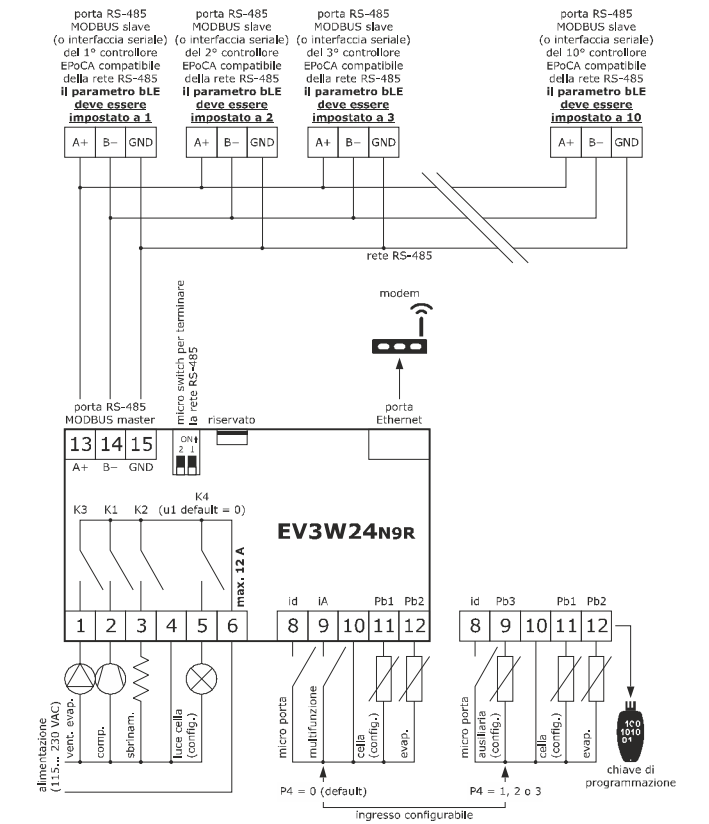 porta RS-485
MODBUS slave
(o interfaccia seriale)
del 1° controllore
EPoCA compatibile
della rete RS-485
il parametro bLE
deve essere
impostato a 1
porta RS-485
MODBUS slave
(o interfaccia seriale)
del 2° controllore
EPoCA compatibile
della rete RS-485
il parametro bLE
deve essere
impostato a 2
porta RS-485
MODBUS slave
(o interfaccia seriale)
del 3° controllore
EPoCA compatibile
della rete RS-485
il parametro bLE
deve essere
impostato a 3
porta RS-485
MODBUS slave
(o interfaccia seriale)
del 10° controllore
EPoCA compatibile
della rete RS-485
il parametro bLE
deve essere
impostato a 10
A+ B− GND
A+ B− GND
A+ B− GND
A+ B− GND
rete RS-485
modem
micro switch per terminare
la rete RS-485
porta RS-485
MODBUS master
riservato
porta
Ethernet
13 14 15
A+ B− GND
ON
2 1
K3 K1 K2
K4
(u1 default = 0)
max. 12 A
EV3W24N9R
1 2 3 4 5 6
id iA Pb1 Pb2
8 9 10 11 12
id Pb3 Pb1 Pb2
8 9 10 11 12
alimentazione
(115... 230 VAC)
vent. evap.
comp.
sbrinam.
luce cella
(config.)
micro porta
multifunzione
cella
(config.)
evap.
micro porta
ausiliaria
(config.)
cella
(config.)
evap.
100
1010
01
chiave di
programmazione
P4 = 0 (default)
P4 = 1, 2 o 3
ingresso configurabile